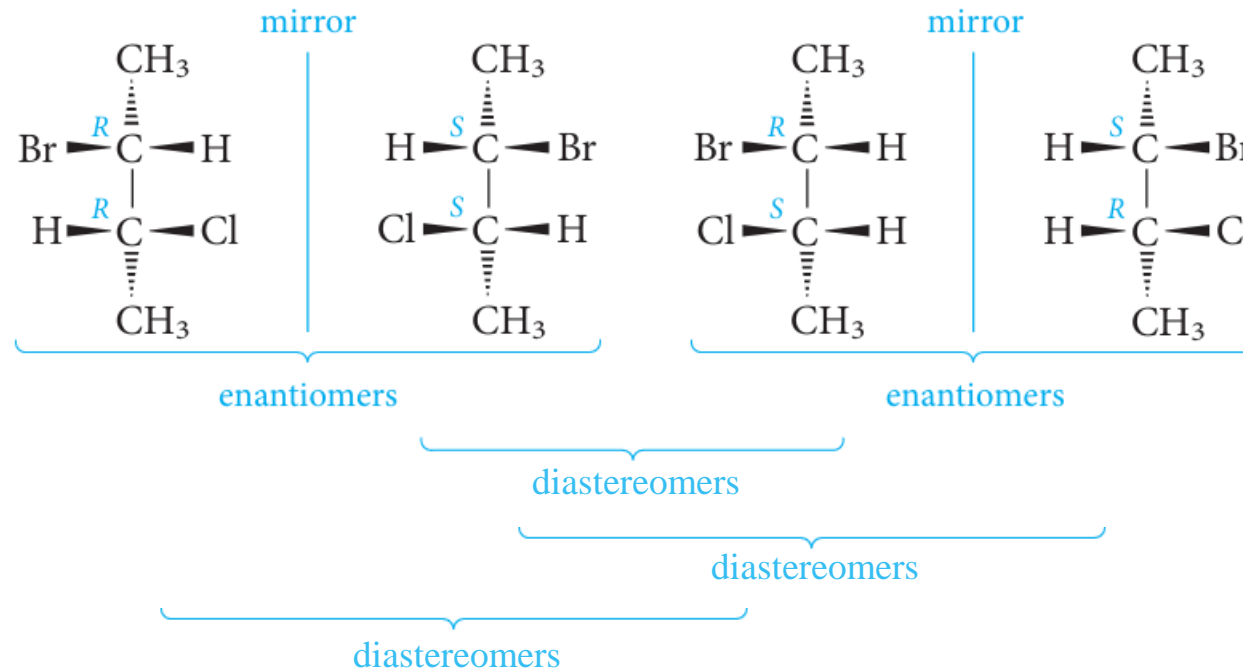 mirror mirror
CH₃ CH₃ CH₃ CH₃
R S R S
Br C H H C Br Br C H H C Br
R S S R
H C Cl Cl C H Cl C H H C C
CH₃ CH₃ CH₃ CH₃
enantiomers enantiomers
diastereomers
diastereomers
diastereomers